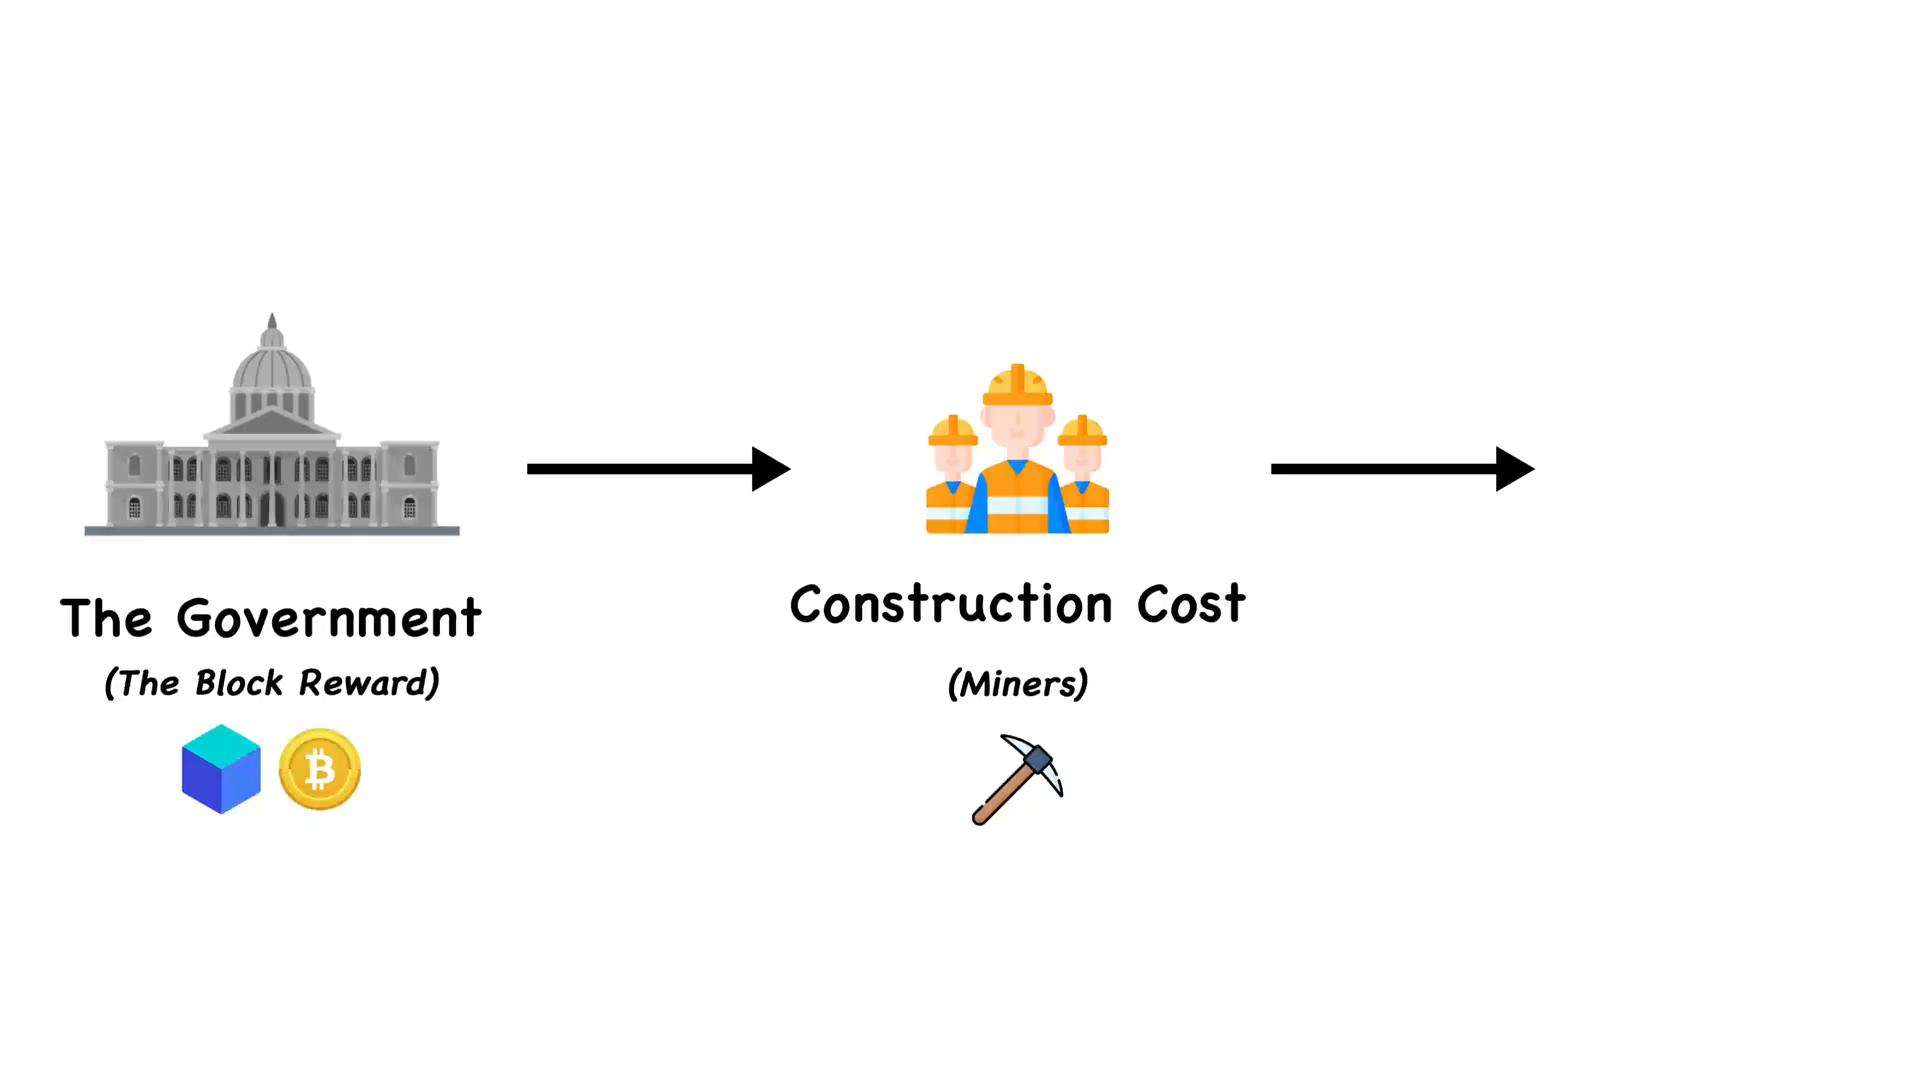 The Government
(The Block Reward)
Construction Cost
(Miners)